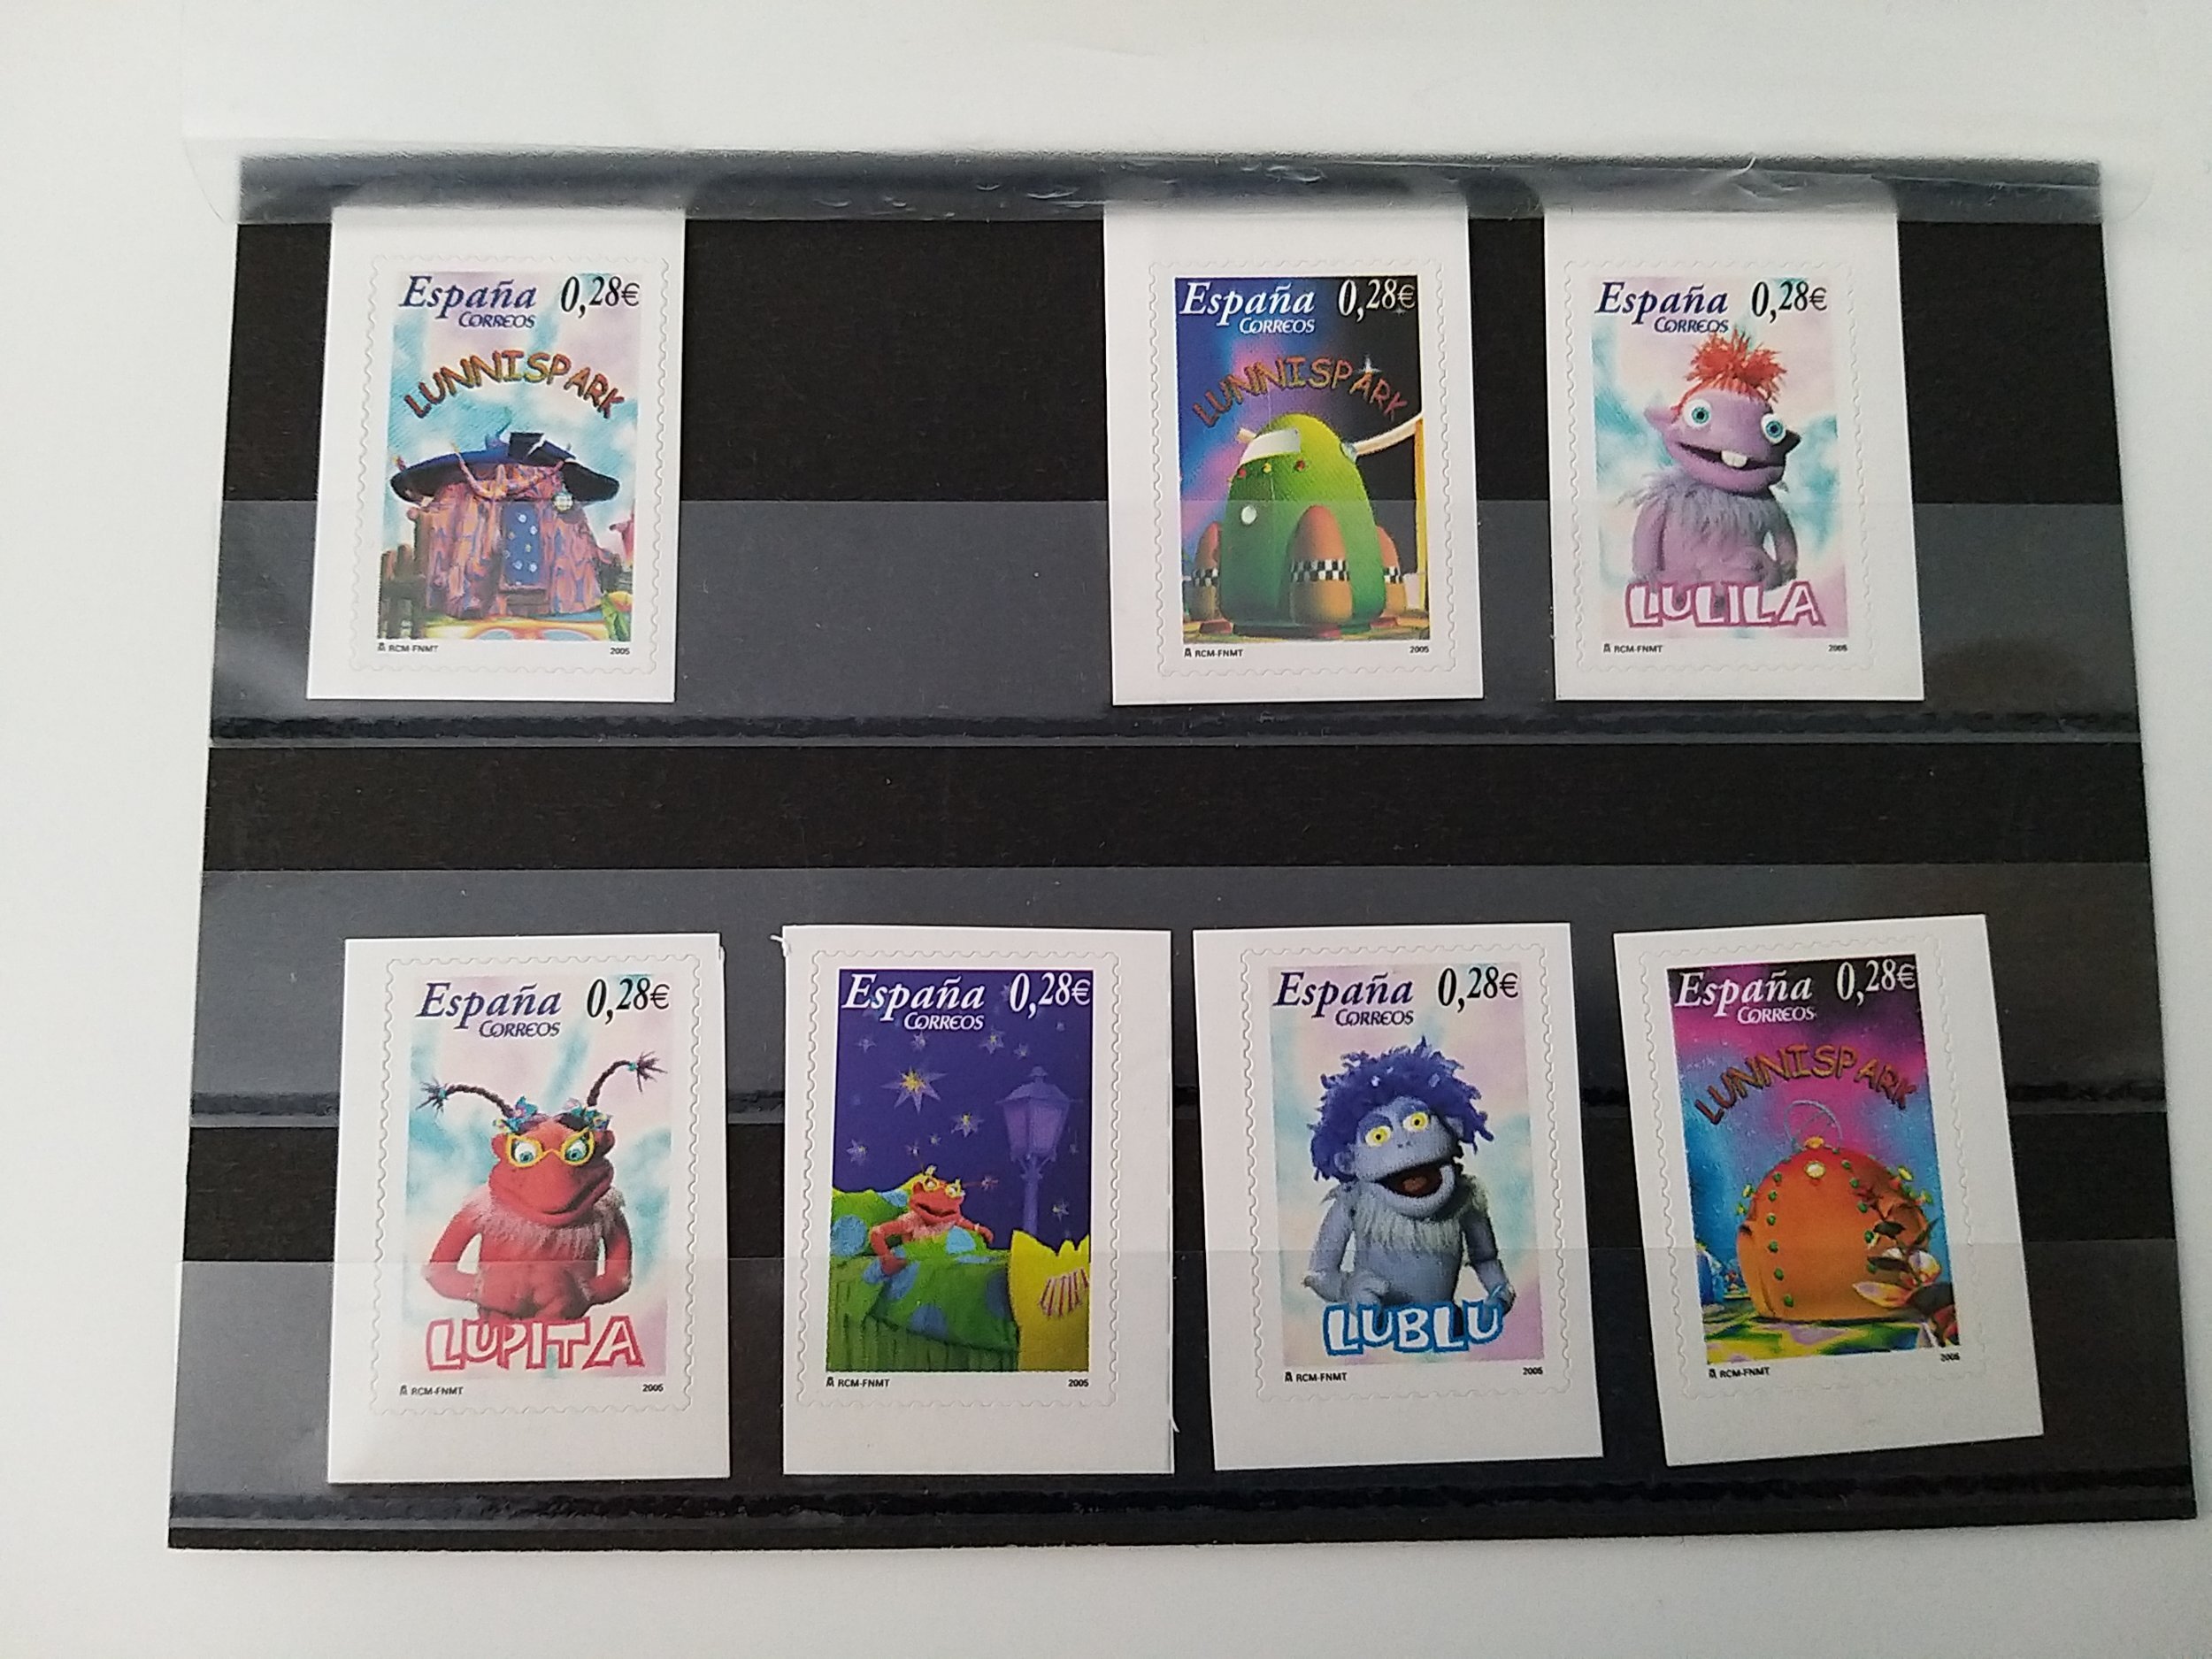 España 0,28€
CORREOS
LUNNISPARK
RCM-FNMT 2005
España 0,28€
CORREOS
LUNNISPARK
RCM-FNMT 2005
España 0,28€
CORREOS
LULILA
RCM-FNMT 2005
España 0,28€
CORREOS
LUPITA
RCM-FNMT 2005
España 0,28€
CORREOS
RCM-FNMT 2005
España 0,28€
CORREOS
LUBLU
RCM-FNMT 2005
España 0,28€
CORREOS
LUNNISPARK
RCM-FNMT 2005